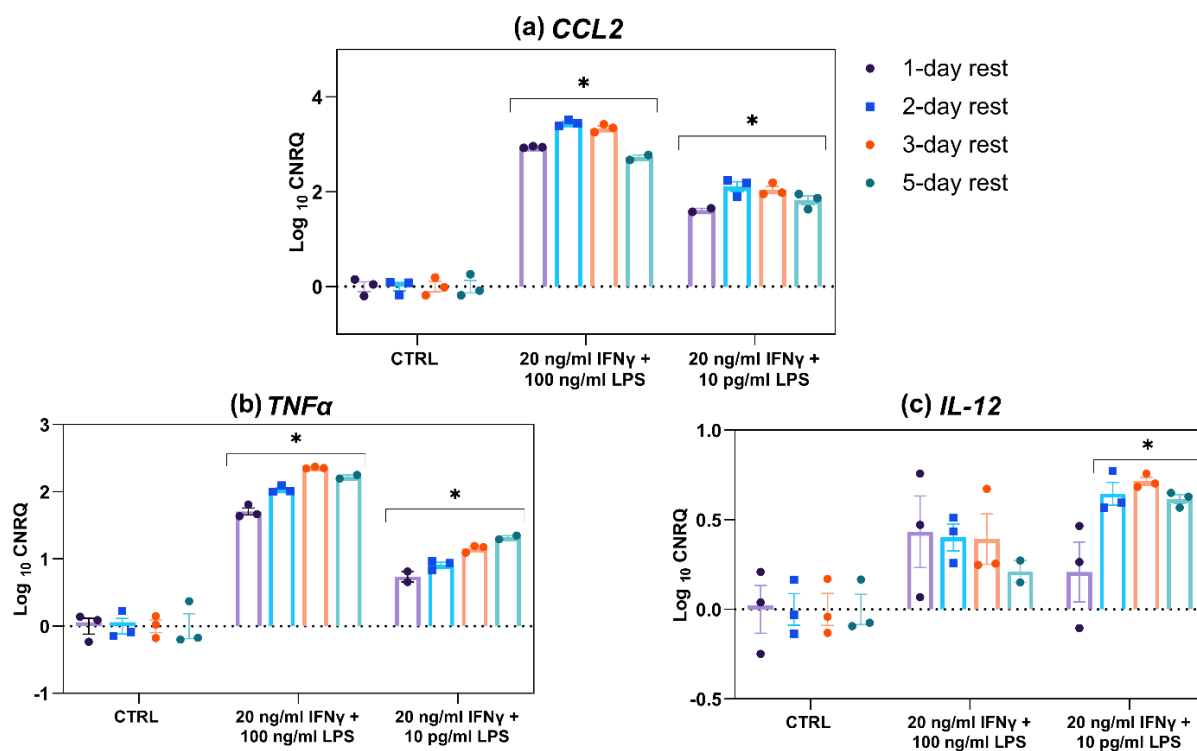 (a) CCL2
1-day rest
2-day rest
3-day rest
5-day rest
Log 10 CNRQ
4
2
0
*
*
CTRL
20 ng/ml IFNγ +
100 ng/ml LPS
20 ng/ml IFNγ +
10 pg/ml LPS
(b) TNFα
Log 10 CNRQ
3
2
1
0
-1
*
*
CTRL
20 ng/ml IFNγ +
100 ng/ml LPS
20 ng/ml IFNγ +
10 pg/ml LPS
(c) IL-12
Log 10 CNRQ
1.0
0.5
0.0
-0.5
*
CTRL
20 ng/ml IFNγ +
100 ng/ml LPS
20 ng/ml IFNγ +
10 pg/ml LPS